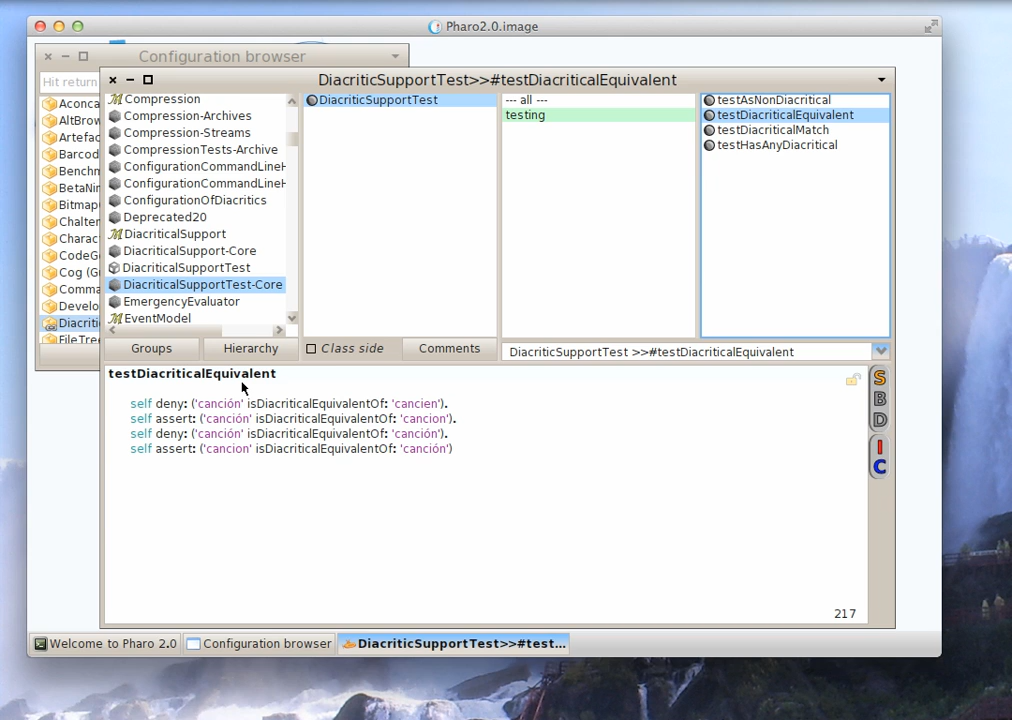 Pharo2.0.image
Configuration browser
Hit return
Aconca
AltBrow
Artefac
Barcod
Benchm
BetaNin
Bitmap
Chalten
Charac
CodeG
Cog (G
Comma
Develo
Diacriti
FileTree
DiacriticSupportTest>>#testDiacriticalEquivalent
Compression
Compression-Archives
Compression-Streams
CompressionTests-Archive
ConfigurationCommandLineH
ConfigurationCommandLineH
ConfigurationOfDiacritics
Deprecated20
DiacriticalSupport
DiacriticalSupport-Core
DiacriticalSupportTest
DiacriticalSupportTest-Core
EmergencyEvaluator
EventModel
DiacriticSupportTest
--- all ---
testing
testAsNonDiacritical
testDiacriticalEquivalent
testDiacriticalMatch
testHasAnyDiacritical
Groups
Hierarchy
Class side
Comments
DiacriticSupportTest >>#testDiacriticalEquivalent
testDiacriticalEquivalent
self deny: ('canción' isDiacriticalEquivalentOf: 'cancien').
self assert: ('canción' isDiacriticalEquivalentOf: 'cancion').
self deny: ('canción' isDiacriticalEquivalentOf: 'canción').
self assert: ('cancion' isDiacriticalEquivalentOf: 'canción')
S
B
D
I
C
217
Welcome to Pharo 2.0
Configuration browser
DiacriticSupportTest>>#test...